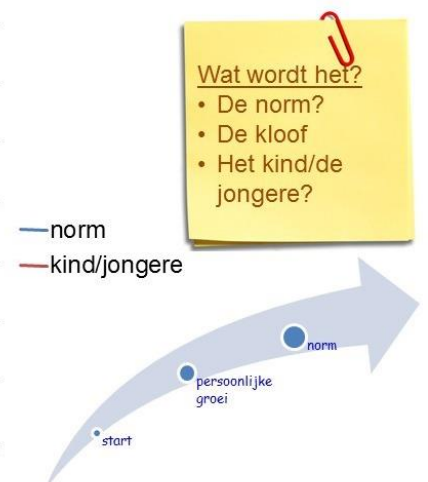 Wat wordt het?
• De norm?
• De kloof
• Het kind/de
jongere?
norm
kind/jongere
norm
persoonlijke
groei
start